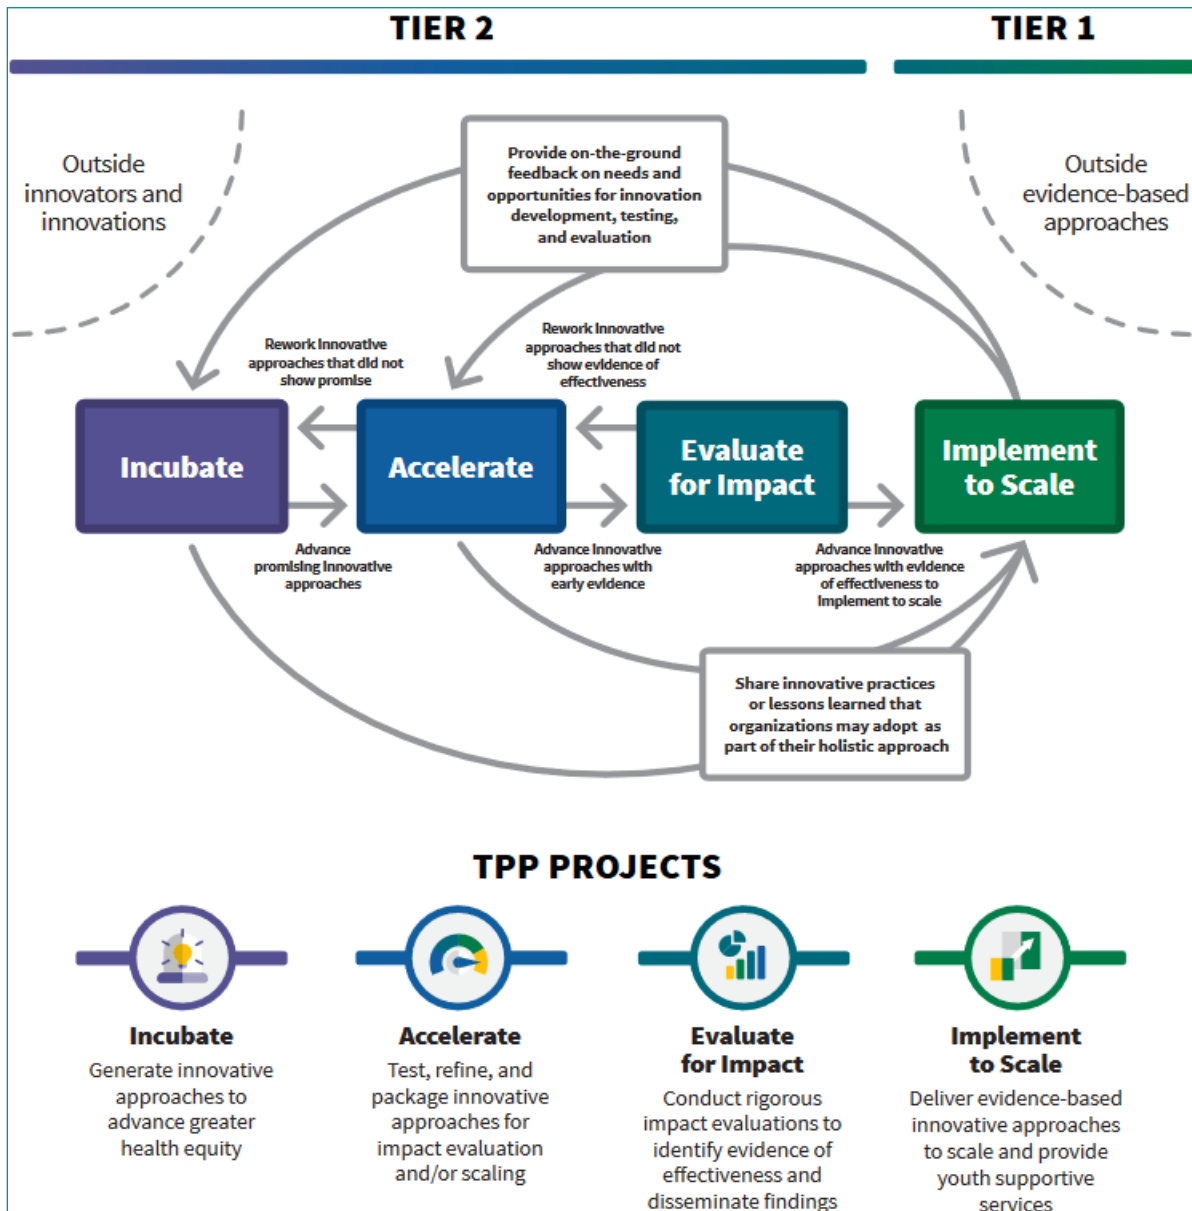 TIER 2
TIER 1
Outside
innovators and
innovations
Provide on-the-ground
feedback on needs and
opportunities for innovation
development, testing,
and evaluation
Outside
evidence-based
approaches
Rework Innovative
approaches that did not
show promise
Rework Innovative
approaches that did not
show evidence of
effectiveness
Incubate
Accelerate
Evaluate
for Impact
Implement
to Scale
Advance
promising Innovative
approaches
Advance Innovative
approaches with
early evidence
Advance Innovative
approaches with evidence
of effectiveness to
Implement to scale
Share innovative practices
or lessons learned that
organizations may adopt as
part of their holistic approach
TPP PROJECTS
Incubate
Generate innovative
approaches to
advance greater
health equity
Accelerate
Test, refine, and
package innovative
approaches for
impact evaluation
and/or scaling
Evaluate
for Impact
Conduct rigorous
impact evaluations to
identify evidence of
effectiveness and
disseminate findings
Implement
to Scale
Deliver evidence-based
innovative approaches
to scale and provide
youth supportive
services